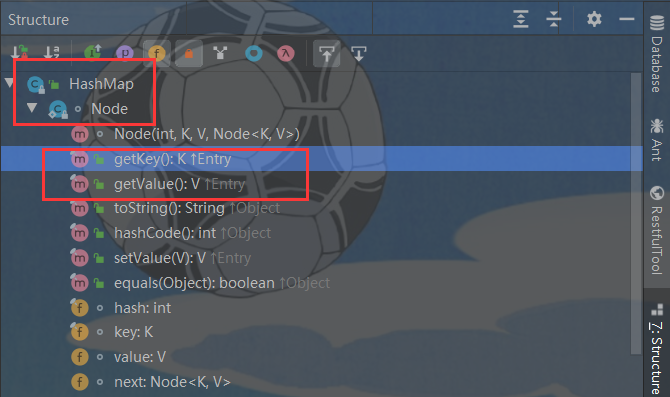 Structure
HashMap
Node
Node(int, K, V, Node<K, V>)
getKey(): K ↑Entry
getValue(): V ↑Entry
toString(): String ↑Object
hashCode(): int ↑Object
setValue(V): V ↑Entry
equals(Object): boolean ↑Object
hash: int
key: K
value: V
next: Node<K, V>
Database
Ant
RestfulTool
7: Structure